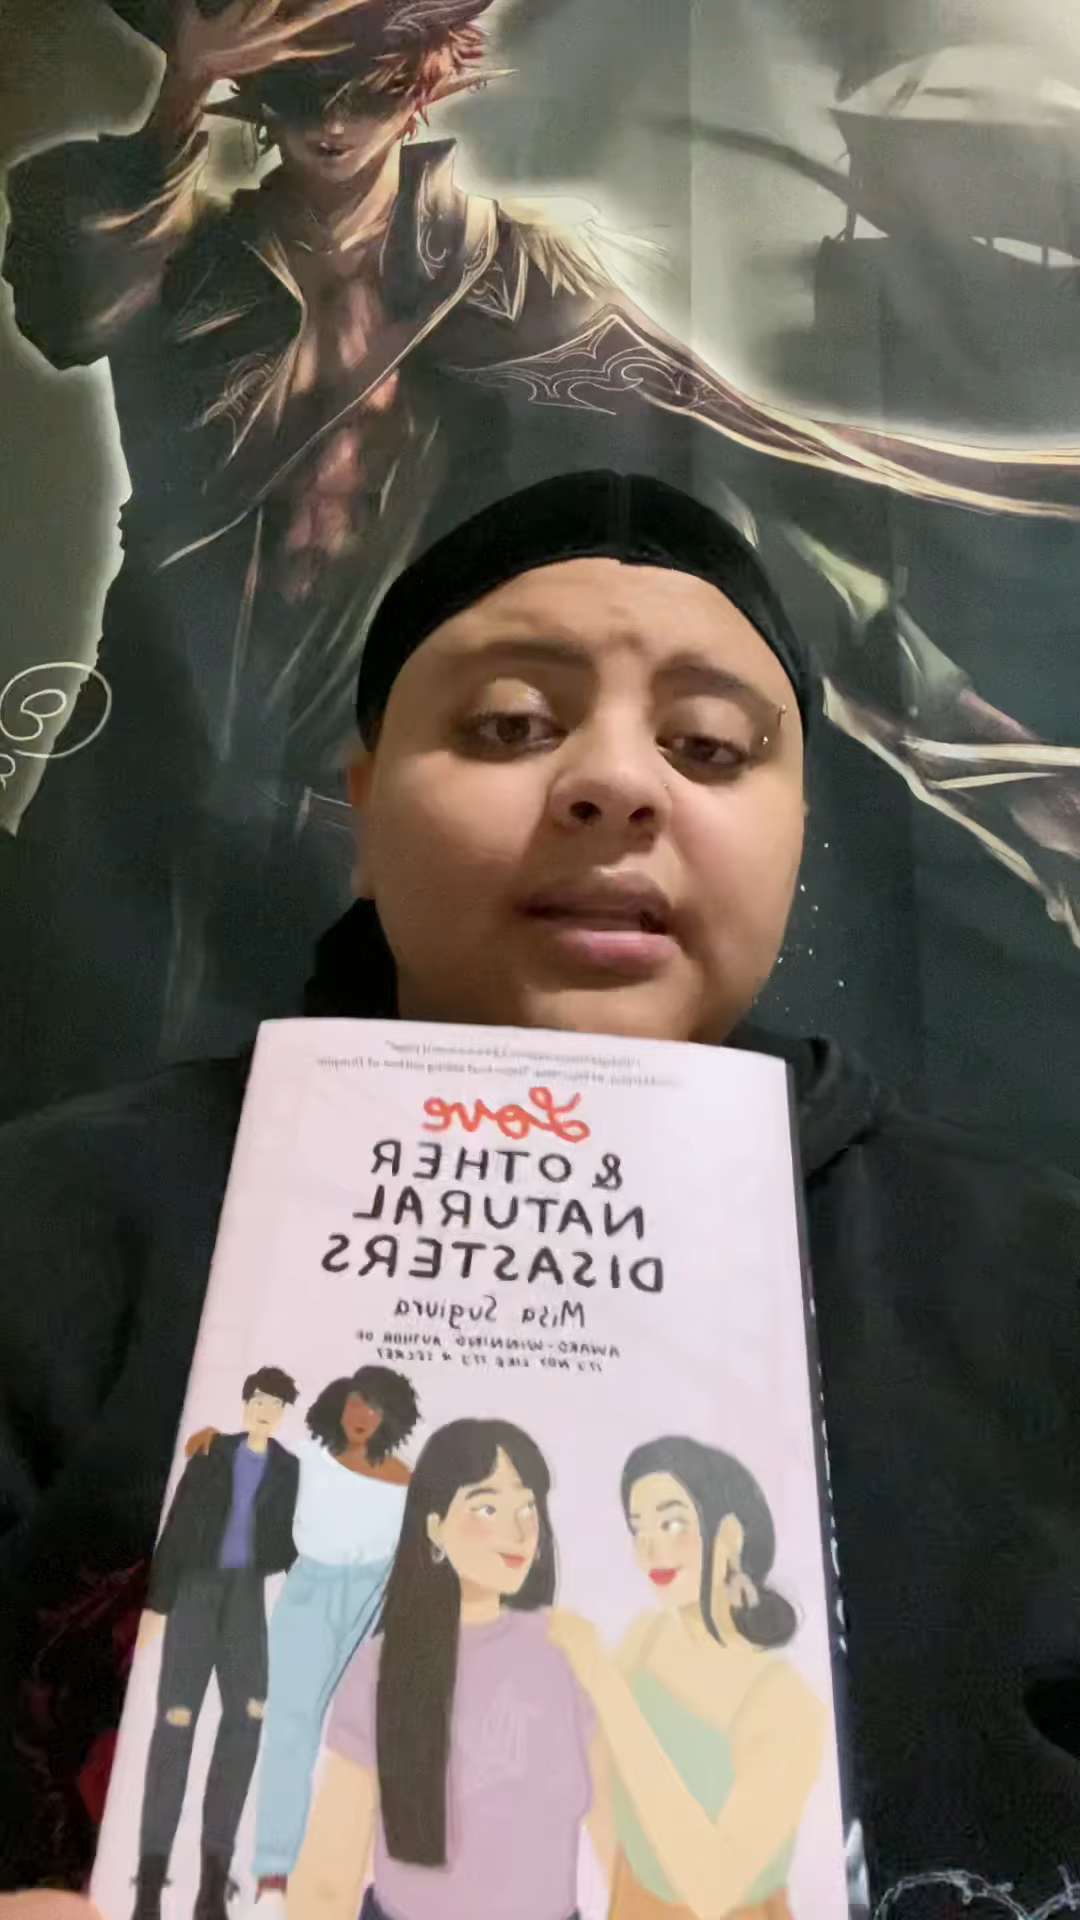 Love
& OTHER
NATURAL
DISASTERS
Misa Sugiura
AWARD-WINNING AUTHOR OF
IT'S NOT LIKE IT'S A SECRET